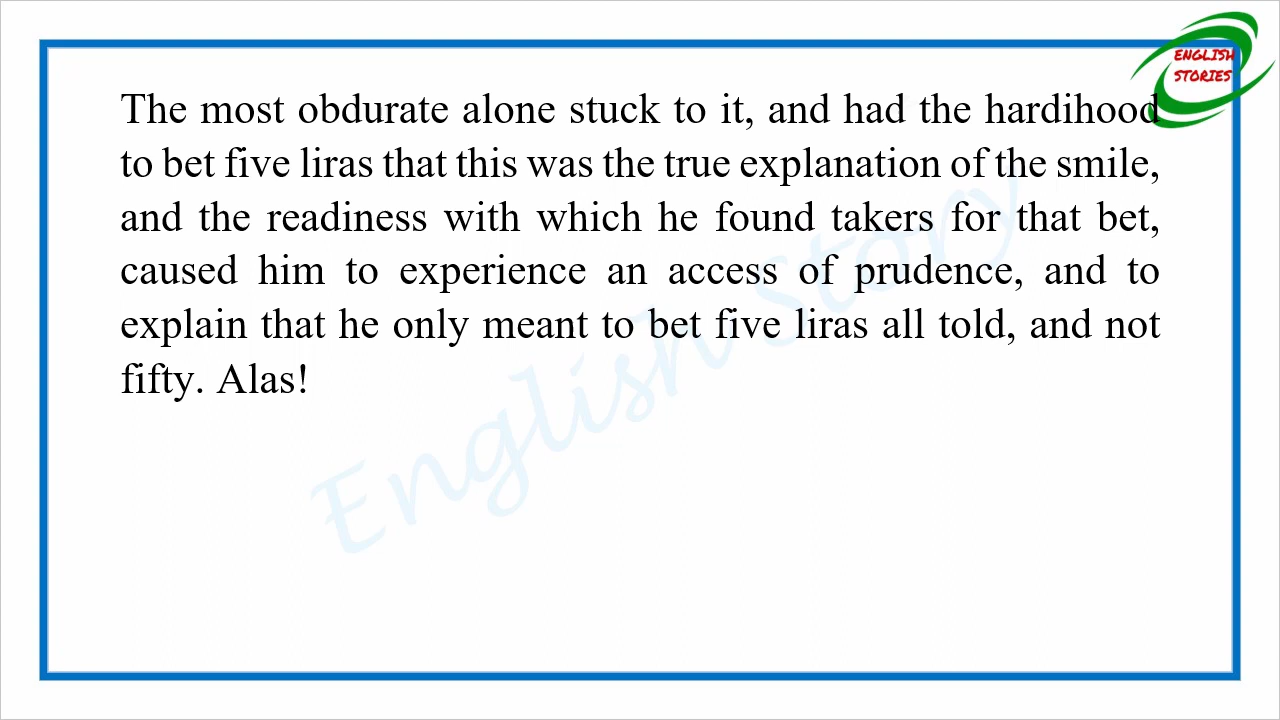 ENGLISH
STORIES
The most obdurate alone stuck to it, and had the hardihood
to bet five liras that this was the true explanation of the smile,
and the readiness with which he found takers for that bet,
caused him to experience an access of prudence, and to
explain that he only meant to bet five liras all told, and not
fifty. Alas!
English Story